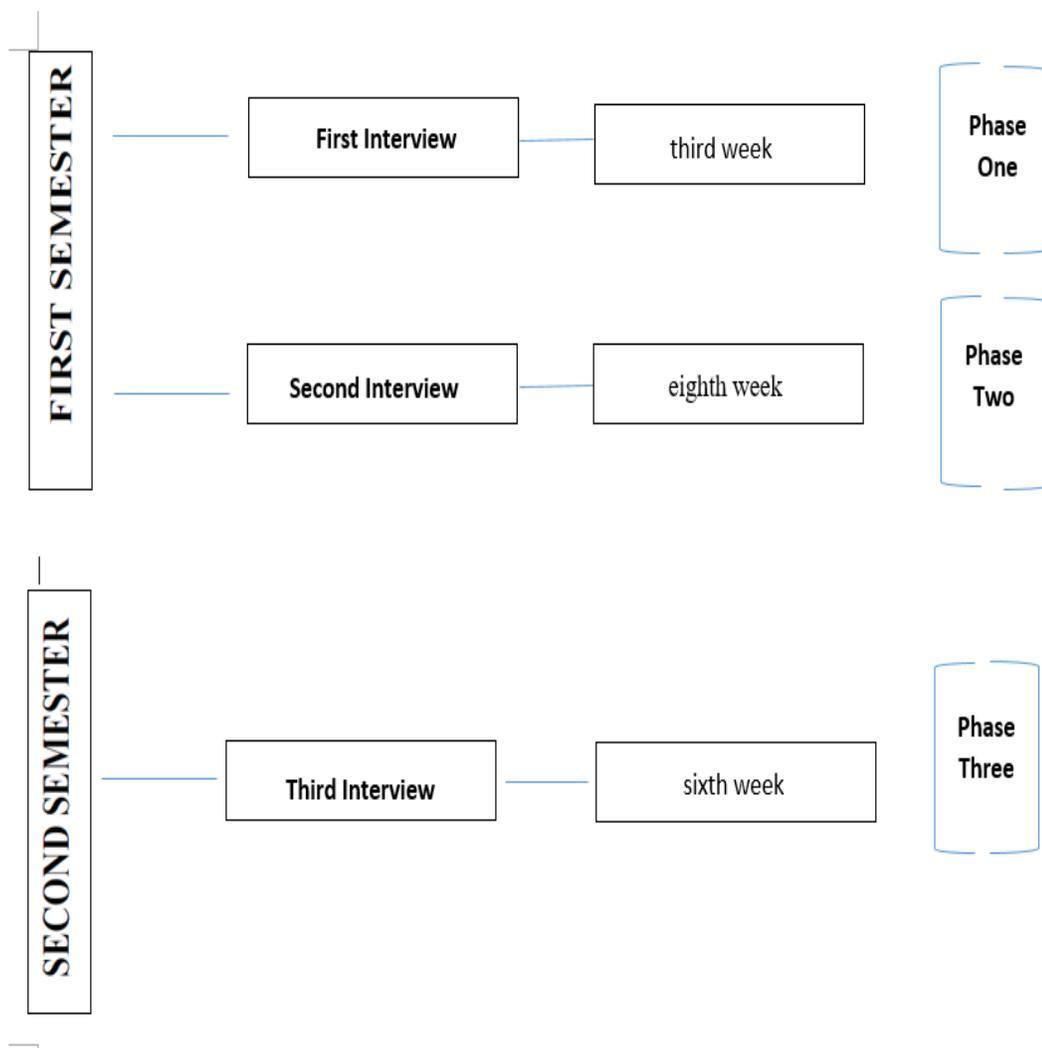 FIRST SEMESTER
First Interview
third week
Phase
One
Second Interview
eighth week
Phase
Two
SECOND SEMESTER
Third Interview
sixth week
Phase
Three